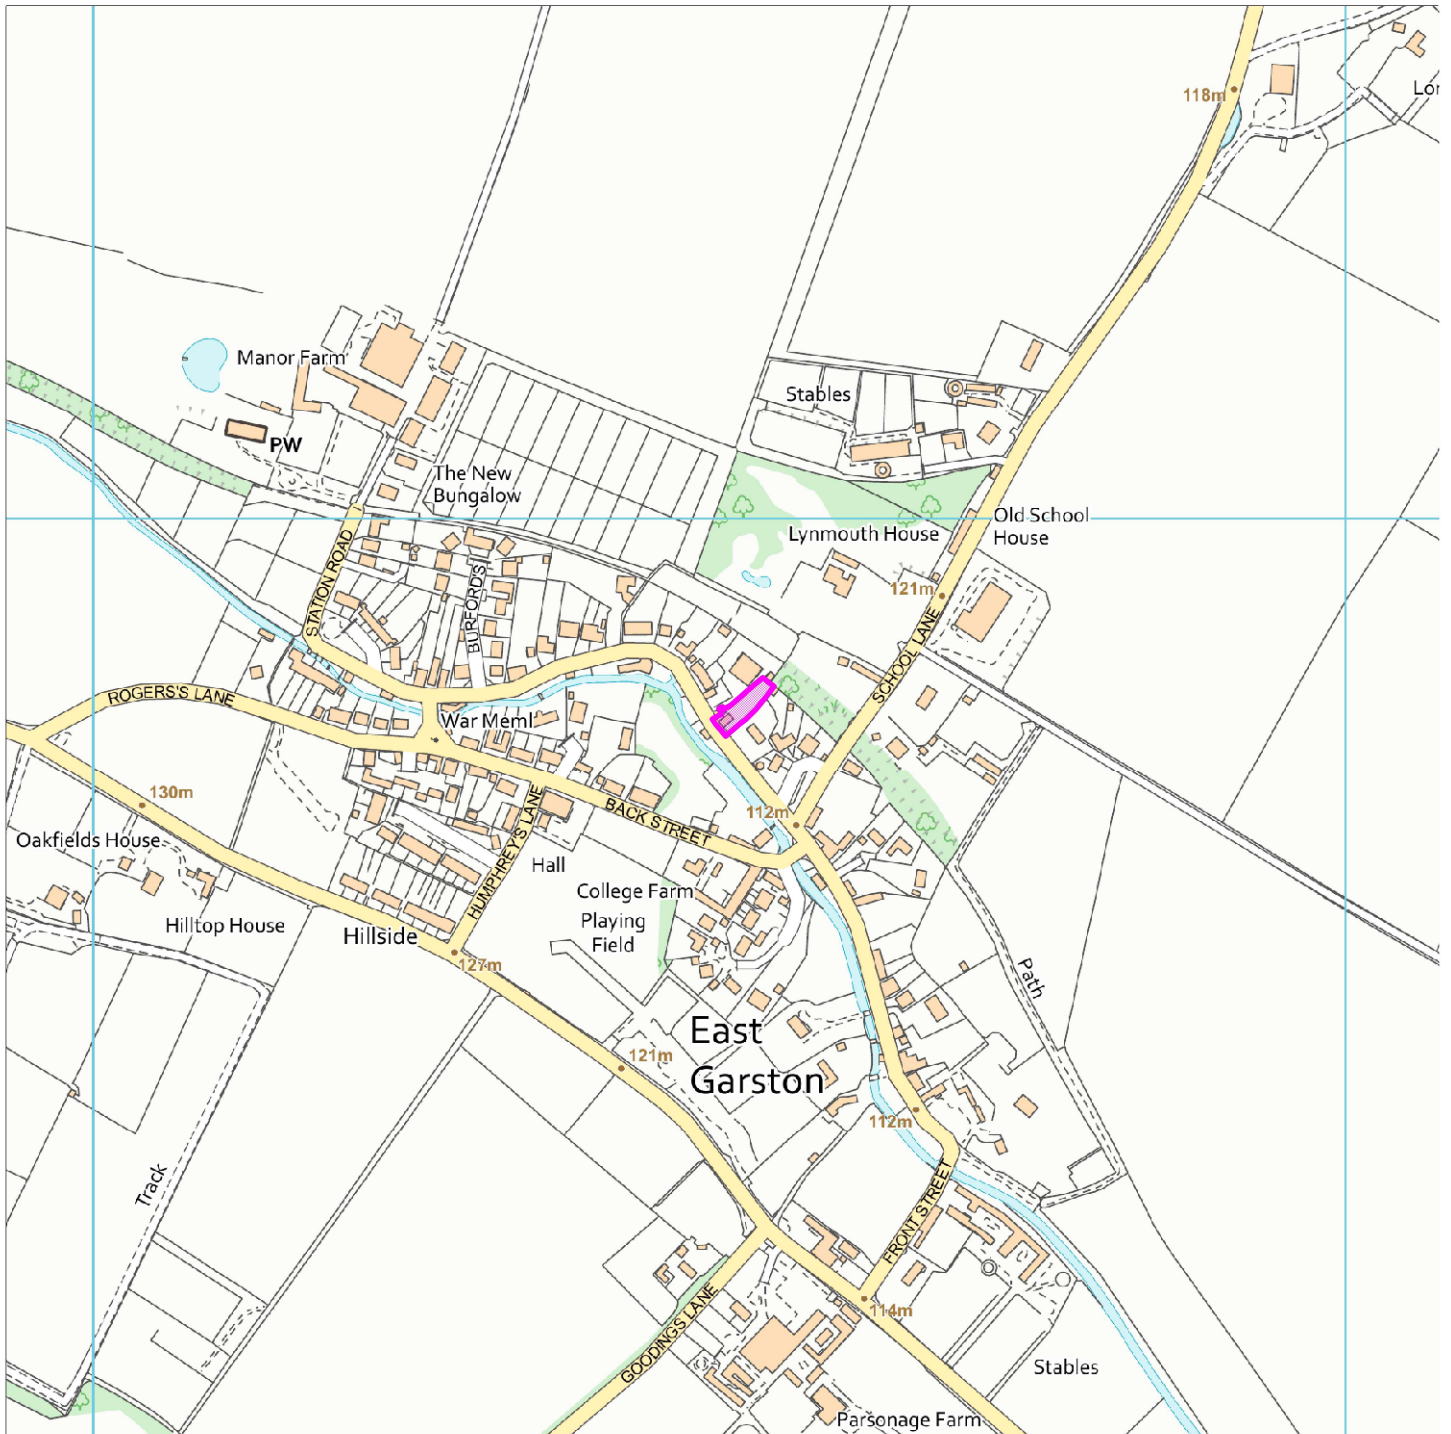 118m
Lon
Manor Farm
Stables
PW
The New
Bungalow
Old School
House
Lynmouth House
STATION ROAD
BURFORD'S
121m
SCHOOL LANE
ROGERS'S LANE
War Meml
130m
HUMPHREY'S LANE
BACK STREET
112m
Oakfields House
Hall
College Farm
Playing
Field
Hilltop House
Hillside
127m
Path
East
Garston
121m
112m
Track
FRONT STREET
GOODINGS LANE
114m
Stables
Parsonage Farm